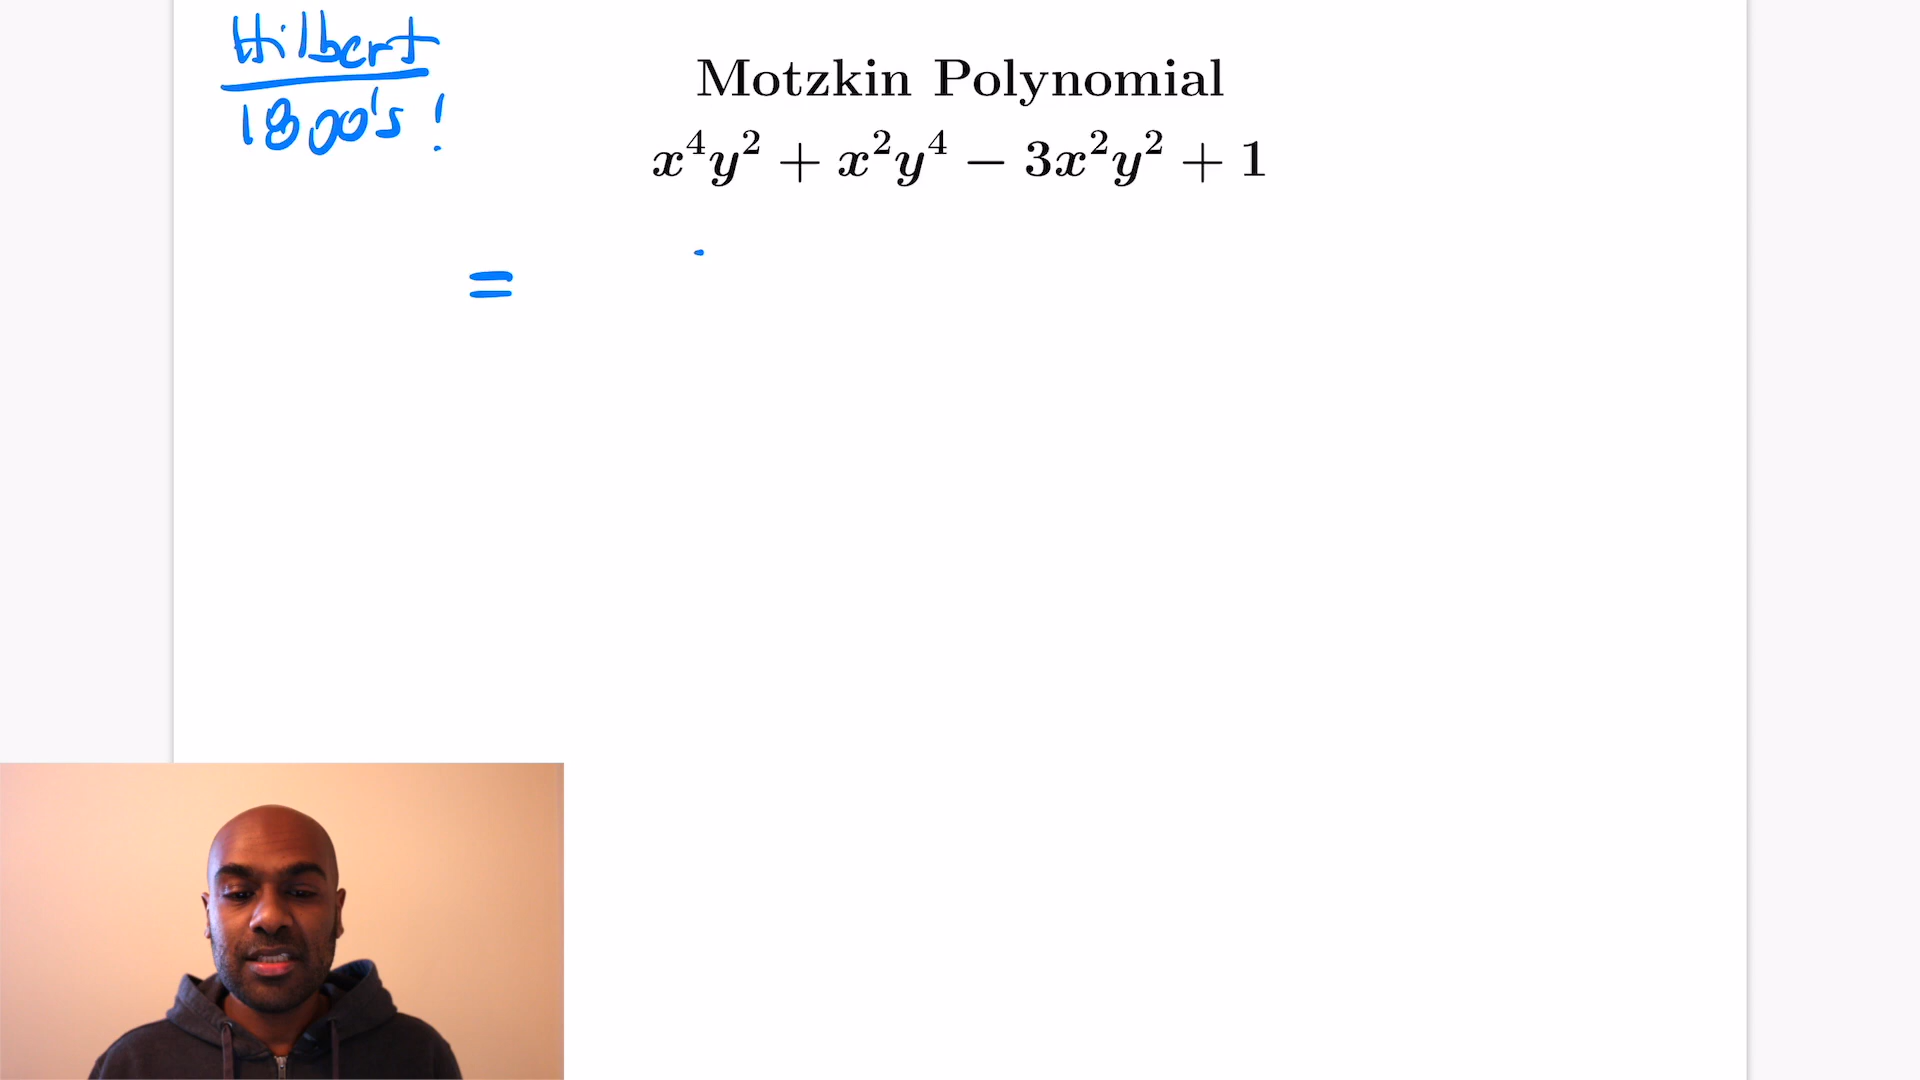 Hilbert
1800's!
Motzkin Polynomial
x⁴y² + x²y⁴ − 3x²y² + 1
=